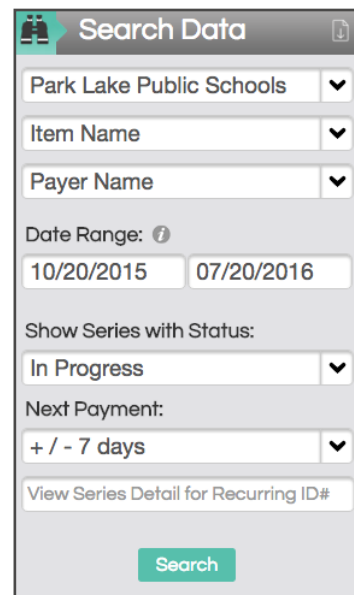 Search Data
Park Lake Public Schools
Item Name
Payer Name
Date Range: i
10/20/2015 07/20/2016
Show Series with Status:
In Progress
Next Payment:
+ / - 7 days
View Series Detail for Recurring ID#
Search